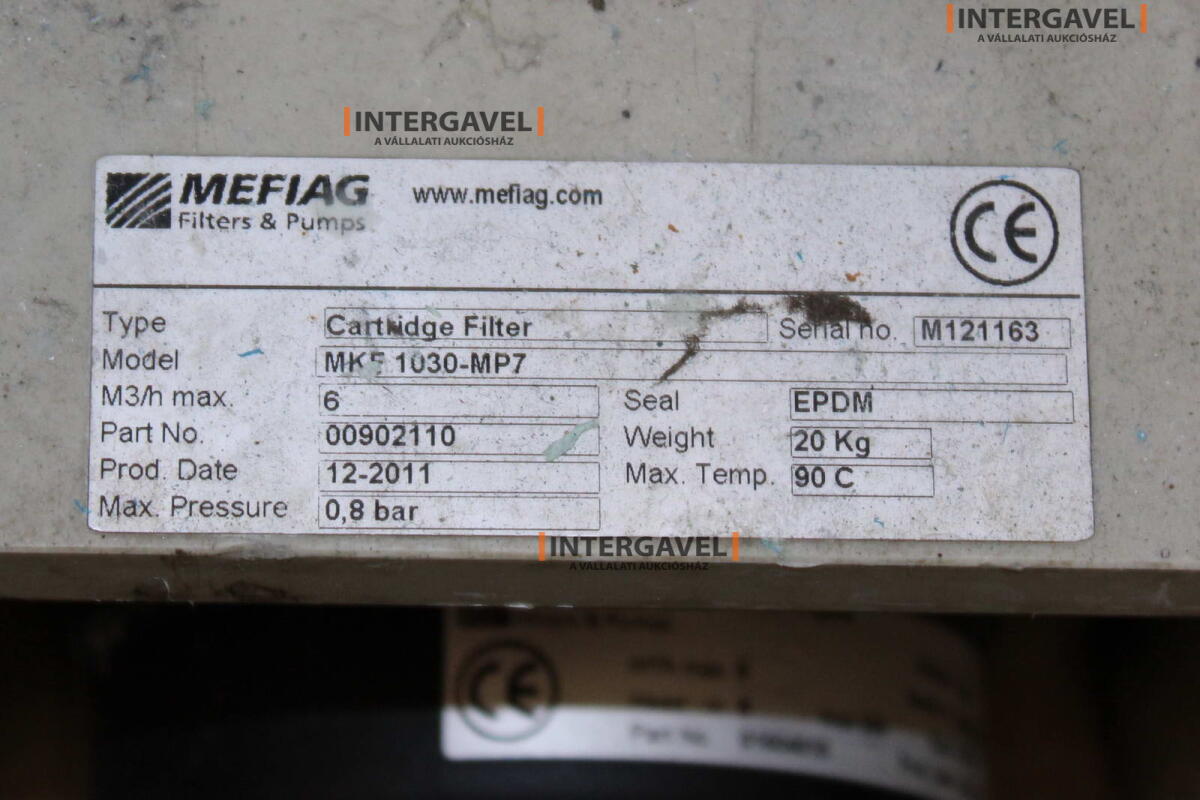 INTERGAVEL
A VÁLLALATI AUKCIÓSHÁZ
INTERGAVEL
A VÁLLALATI AUKCIÓSHÁZ
MEFIAG
Filters & Pumps
www.mefiag.com
CE
Type Cartridge Filter Serial no. M121163
Model 1030-MP7
M3/h max. 6 Seal EPDM
Part No. 00902110 Weight 20 Kg
Prod. Date 12-2011 Max. Temp. 90 C
Max. Pressure 0,8 bar
INTERGAVEL
A VÁLLALATI AUKCIÓSHÁZ
CE
Part No.